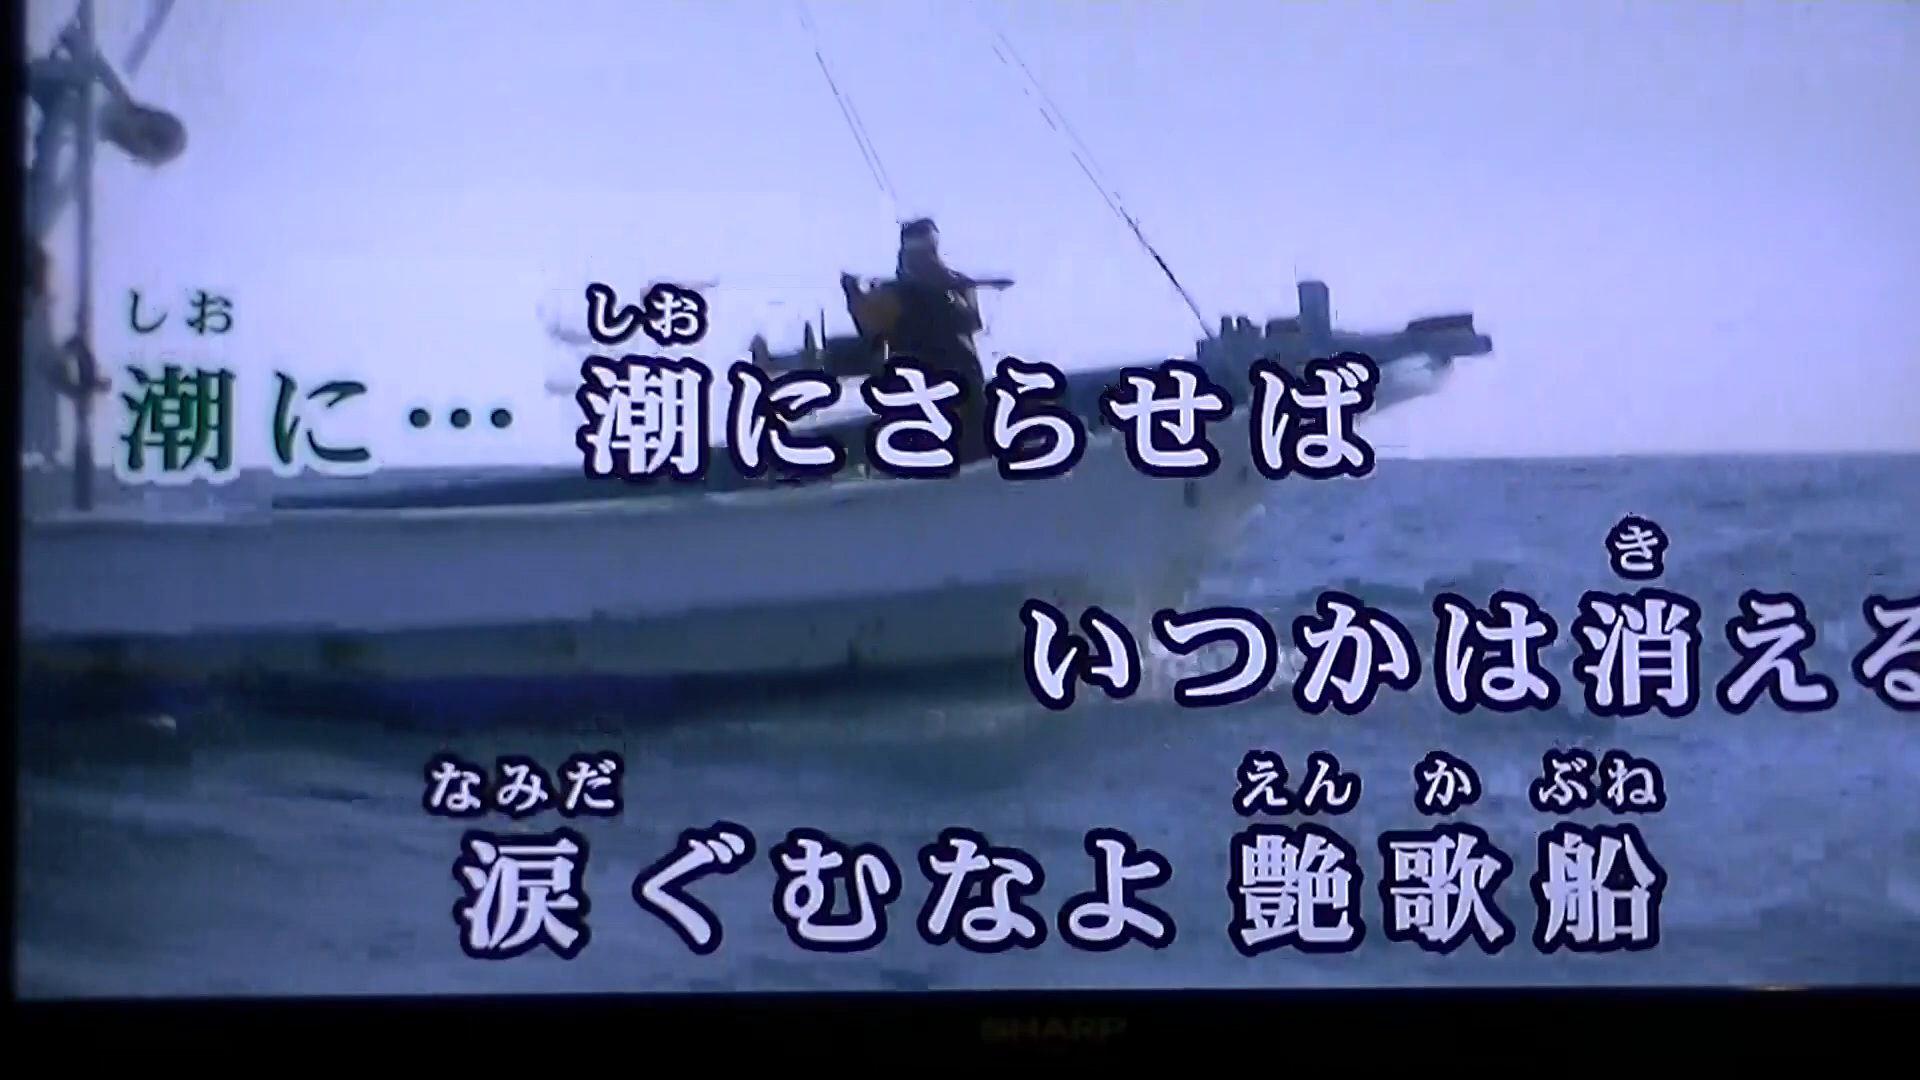 しお しお
潮に… 潮にさらせば
き
いつかは消える
なみだ えんかぶね
涙ぐむなよ 艶歌船
SHARP